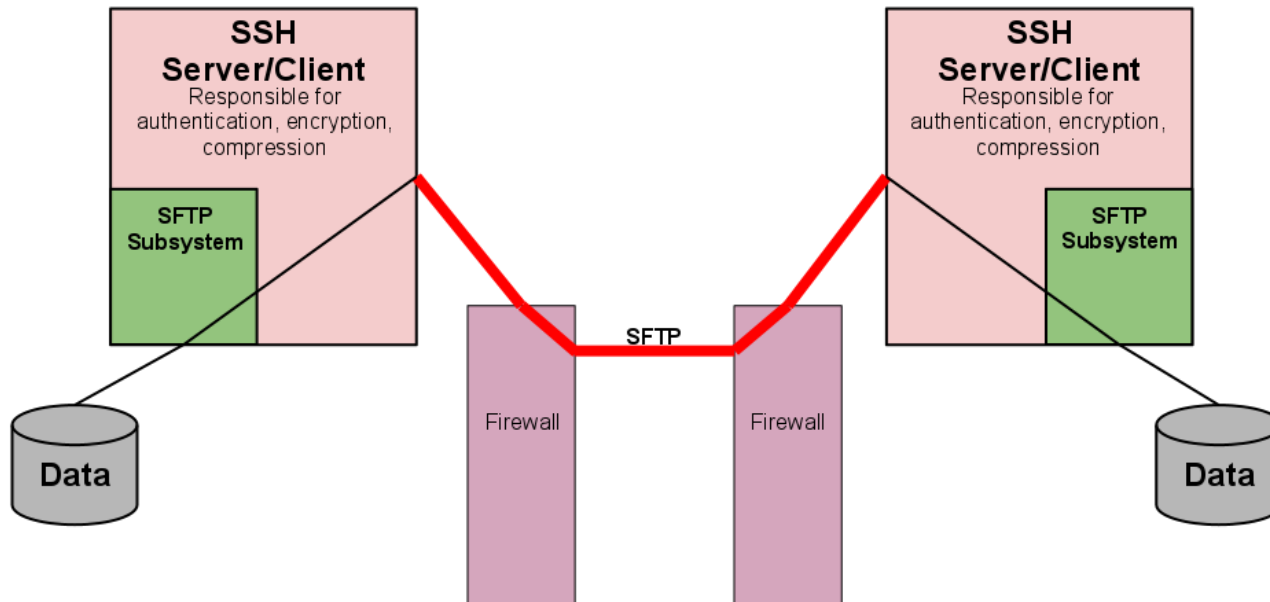 SSH
Server/Client
Responsible for
authentication, encryption,
compression
SFTP
Subsystem
Data
SSH
Server/Client
Responsible for
authentication, encryption,
compression
SFTP
Subsystem
Data
SFTP
Firewall
Firewall